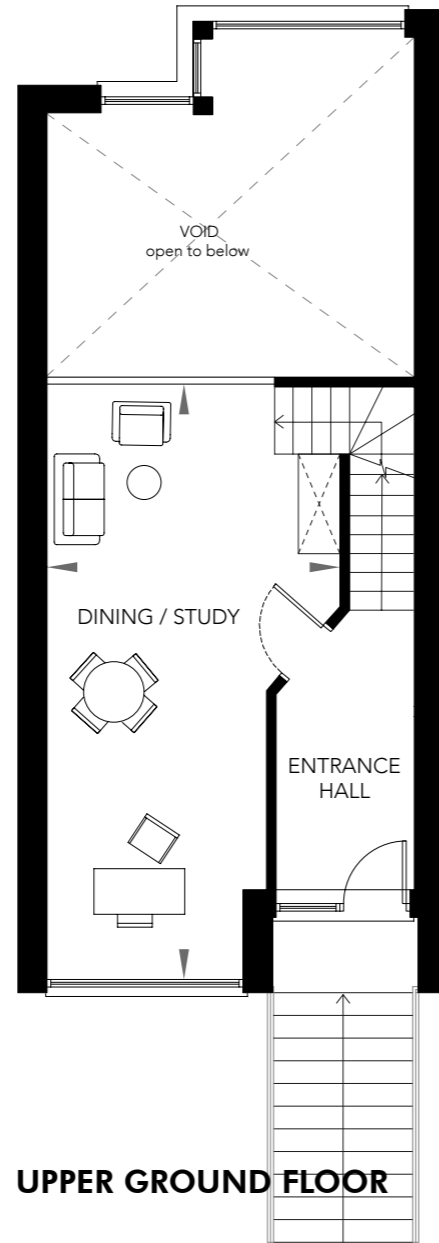 VOID
open to below
DINING / STUDY
ENTRANCE
HALL
UPPER GROUND FLOOR